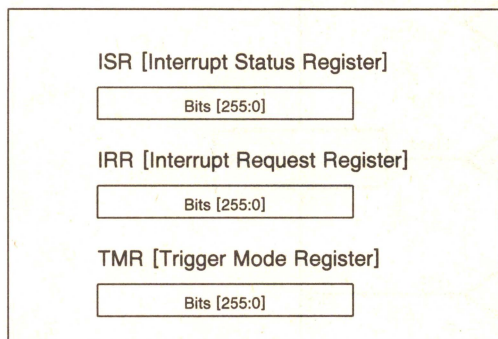 ISR [Interrupt Status Register]
Bits [255:0]
IRR [Interrupt Request Register]
Bits [255:0]
TMR [Trigger Mode Register]
Bits [255:0]